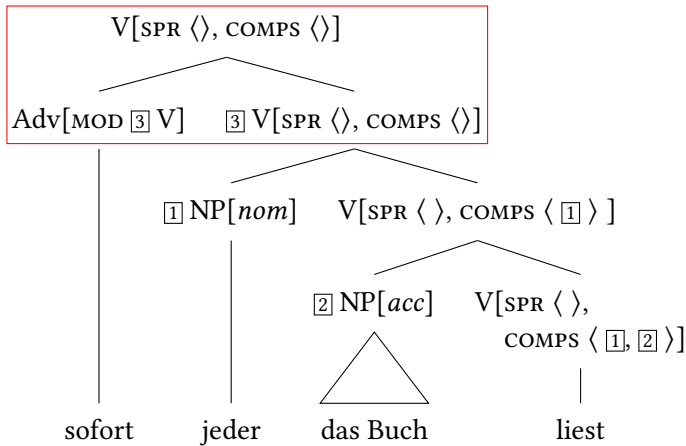 V[SPR ⟨⟩, COMPS ⟨⟩]
Adv[MOD 3 V] 3 V[SPR ⟨⟩, COMPS ⟨⟩]
1 NP[nom] V[SPR ⟨ ⟩, COMPS ⟨ 1 ⟩ ]
2 NP[acc] V[SPR ⟨ ⟩,
COMPS ⟨ 1, 2 ⟩]
sofort jeder das Buch liest